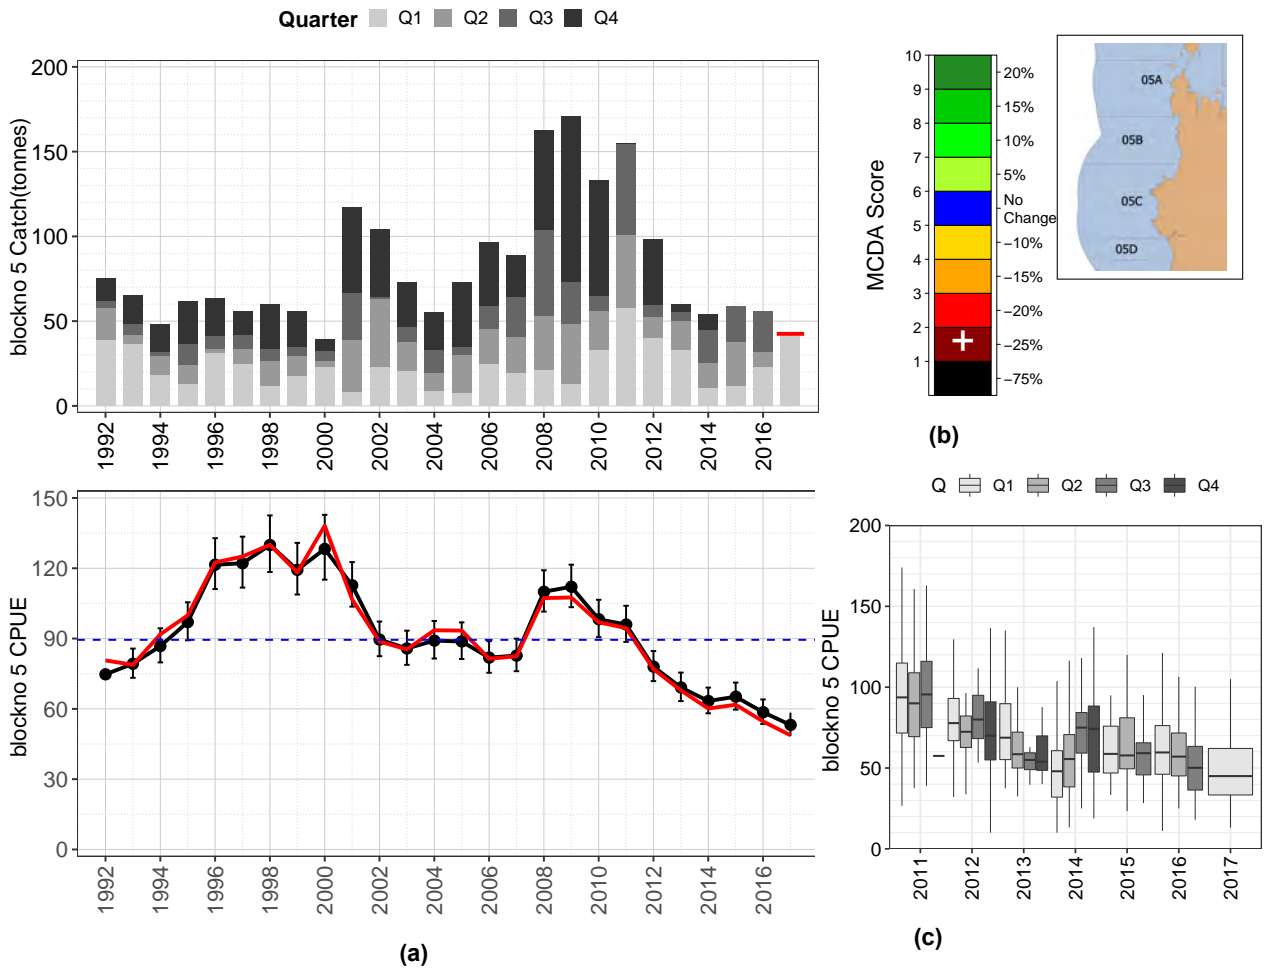 Quarter Q1 Q2 Q3 Q4
blockno 5 Catch(tonnes)
200
150
100
50
0
1992 1994 1996 1998 2000 2002 2004 2006 2008 2010 2012 2014 2016
blockno 5 CPUE
150
120
90
60
30
0
1992 1994 1996 1998 2000 2002 2004 2006 2008 2010 2012 2014 2016
(a)
MCDA Score
10
9
8
7
6
5
4
3
2
1
20%
15%
10%
5%
No
Change
−10%
−15%
−20%
−25%
−75%
(b)
05A
05B
05C
05D
Q Q1 Q2 Q3 Q4
blockno 5 CPUE
200
150
100
50
0
2011 2012 2013 2014 2015 2016 2017
(c)